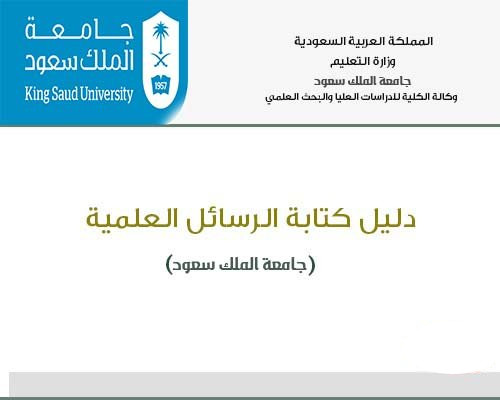 المملكة العربية السعودية
وزارة التعليم
جامعة الملك سعود
وكالة الكلية للدراسات العليا والبحث العلمي
جامعة
الملك سعود
King Saud University
1957
دليل كتابة الرسائل العلمية
(جامعة الملك سعود)